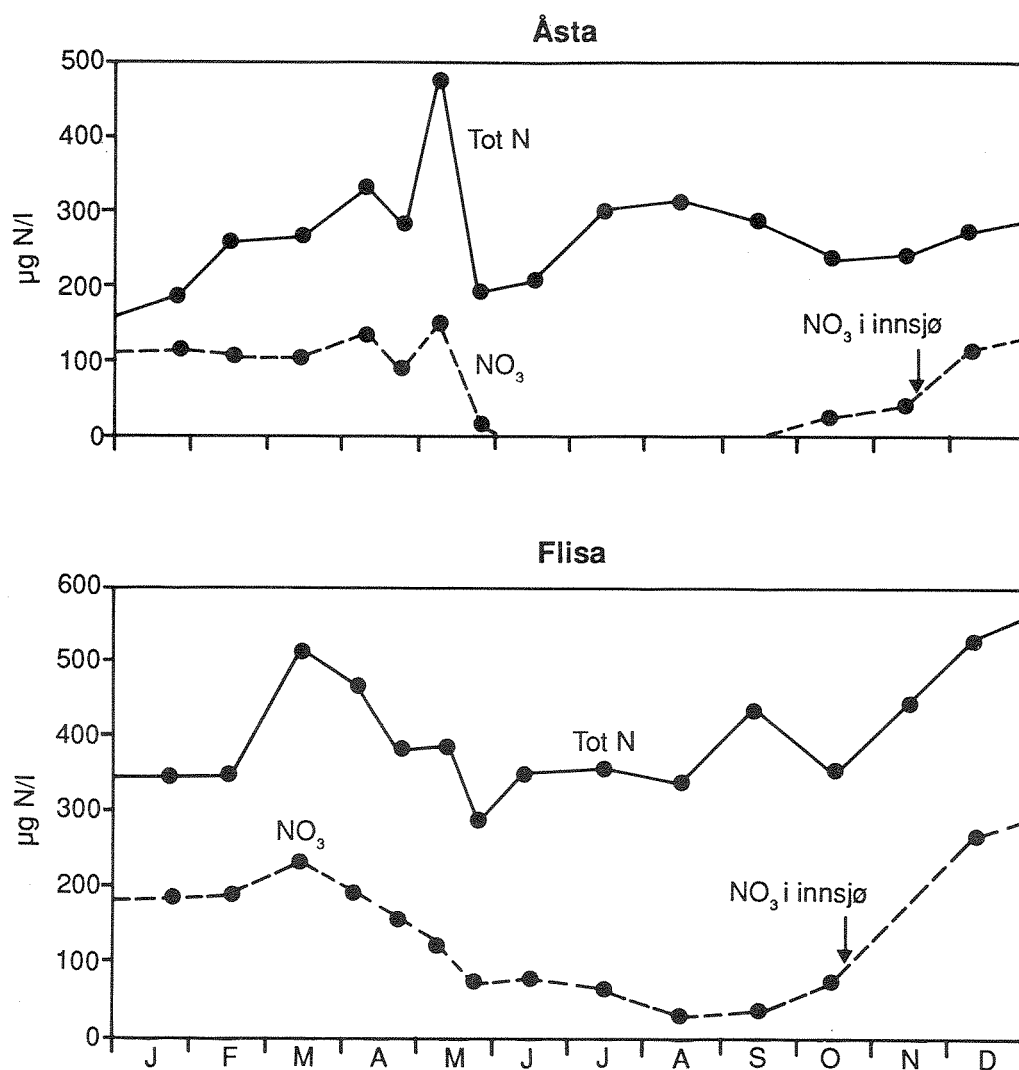 Åsta
500
400
300
200
100
0
µg N/l
Tot N
NO₃ i innsjø
NO₃
Flisa
600
500
400
300
200
100
0
µg N/l
Tot N
NO₃
NO₃ i innsjø
J F M A M J J A S O N D